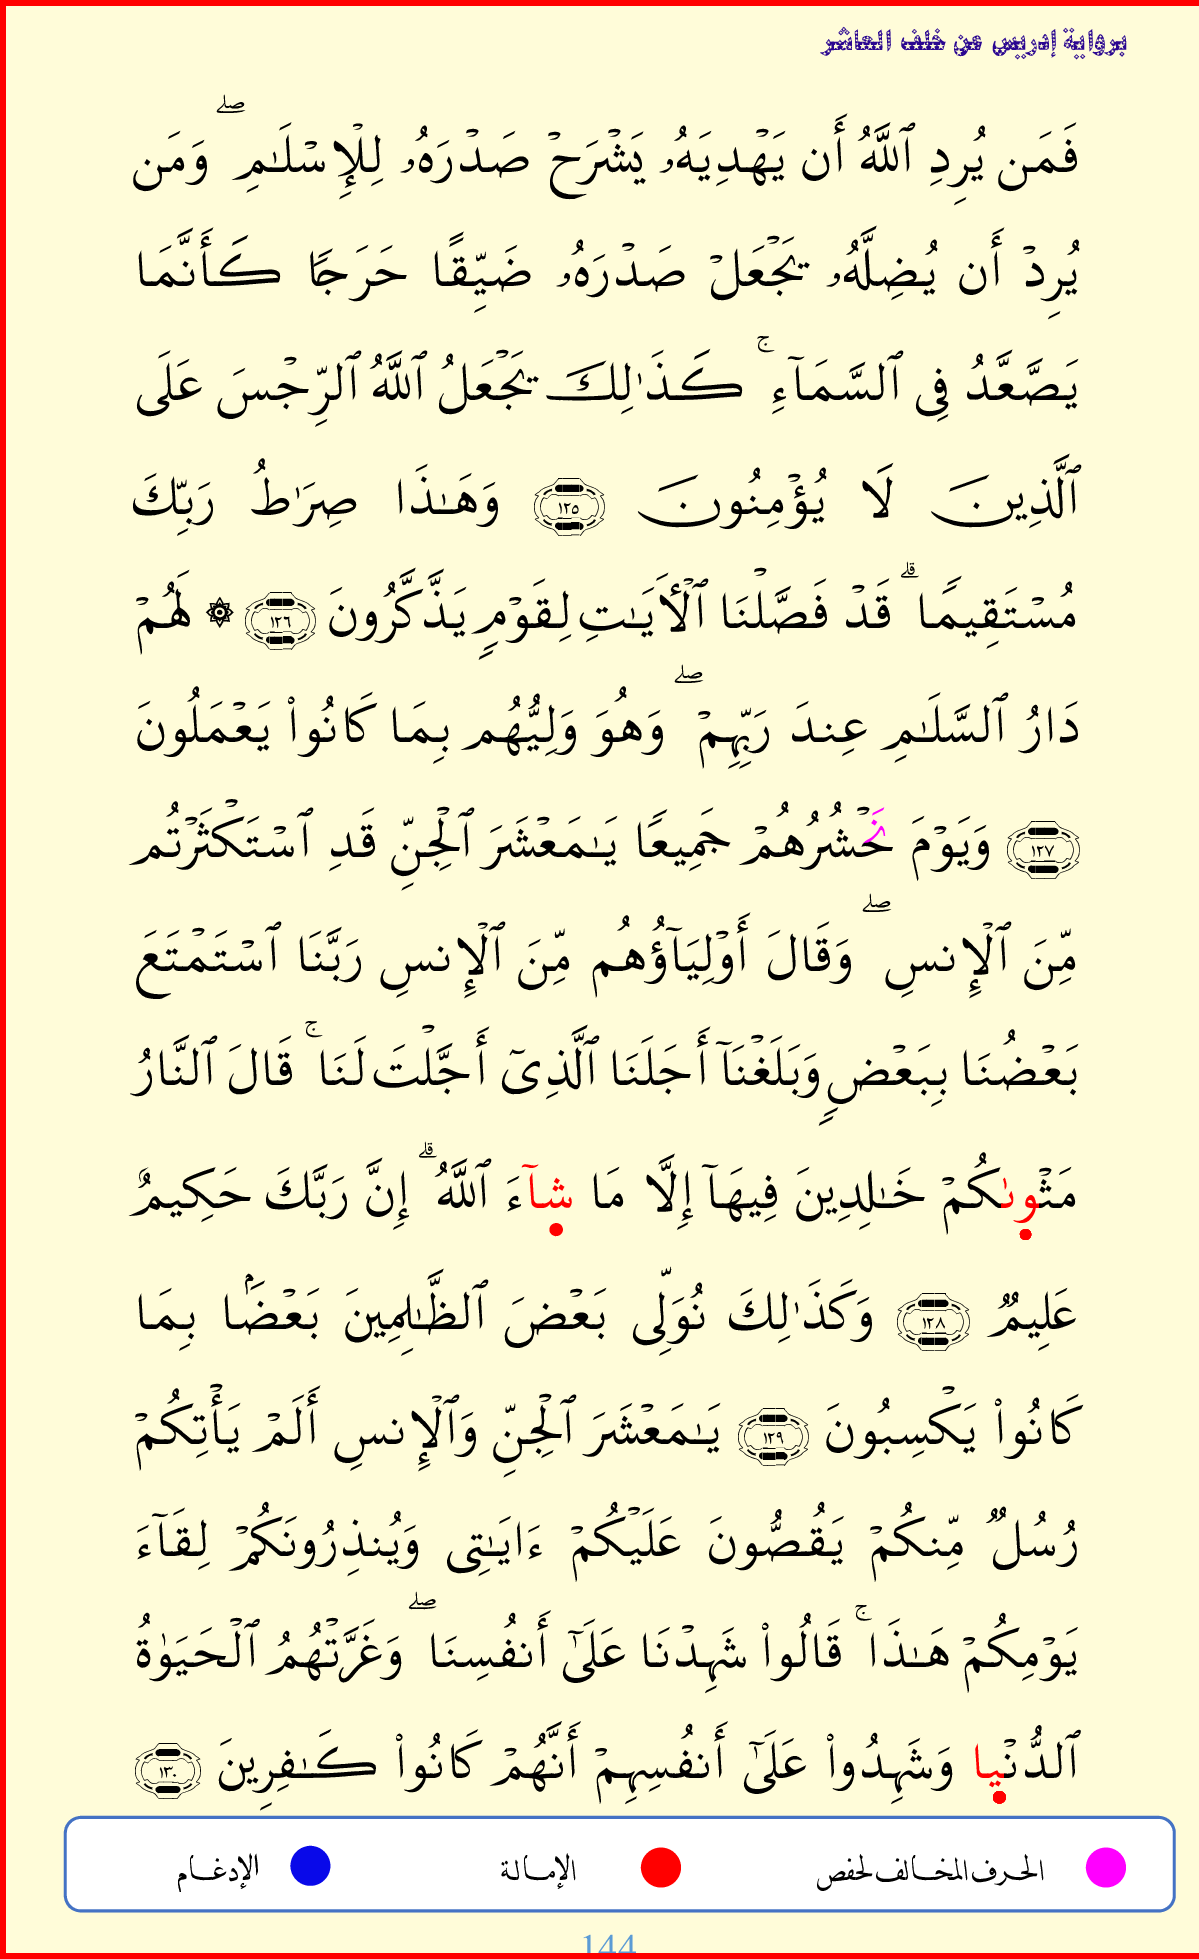 برواية إدريس عن خلف العاشر
فَمَن يُرِدِ ٱللَّهُ أَن يَهْدِيَهُۥ يَشْرَحْ صَدْرَهُۥ لِلْإِسْلَٰمِ ۖ وَمَن
يُرِدْ أَن يُضِلَّهُۥ يَجْعَلْ صَدْرَهُۥ ضَيِّقًا حَرَجًا كَأَنَّمَا
يَصَّعَّدُ فِى ٱلسَّمَآءِ ۚ كَذَٰلِكَ يَجْعَلُ ٱللَّهُ ٱلرِّجْسَ عَلَى
ٱلَّذِينَ لَا يُؤْمِنُونَ ١٢٥ وَهَٰذَا صِرَٰطُ رَبِّكَ
مُسْتَقِيمًا ۗ قَدْ فَصَّلْنَا ٱلْأَيَٰتِ لِقَوْمٍ يَذَّكَّرُونَ ١٢٦ ۞ لَهُمْ
دَارُ ٱلسَّلَٰمِ عِندَ رَبِّهِمْ ۖ وَهُوَ وَلِيُّهُم بِمَا كَانُوا۟ يَعْمَلُونَ
١٢٧ وَيَوْمَ نَحْشُرُهُمْ جَمِيعًا يَٰمَعْشَرَ ٱلْجِنِّ قَدِ ٱسْتَكْثَرْتُم
مِّنَ ٱلْإِنسِ ۖ وَقَالَ أَوْلِيَآؤُهُم مِّنَ ٱلْإِنسِ رَبَّنَا ٱسْتَمْتَعَ
بَعْضُنَا بِبَعْضٍ وَبَلَغْنَآ أَجَلَنَا ٱلَّذِىٓ أَجَّلْتَ لَنَا ۚ قَالَ ٱلنَّارُ
مَثْوىٰكُمْ خَٰلِدِينَ فِيهَآ إِلَّا مَا شآءَ ٱللَّهُ ۗ إِنَّ رَبَّكَ حَكِيمٌ
عَلِيمٌ ١٢٨ وَكَذَٰلِكَ نُوَلِّى بَعْضَ ٱلظَّٰلِمِينَ بَعْضًۢا بِمَا
كَانُوا۟ يَكْسِبُونَ ١٢٩ يَٰمَعْشَرَ ٱلْجِنِّ وَٱلْإِنسِ أَلَمْ يَأْتِكُمْ
رُسُلٌ مِّنكُمْ يَقُصُّونَ عَلَيْكُمْ ءَايَٰتِى وَيُنذِرُونَكُمْ لِقَآءَ
يَوْمِكُمْ هَٰذَا ۚ قَالُوا۟ شَهِدْنَا عَلَىٰٓ أَنفُسِنَا ۖ وَغَرَّتْهُمُ ٱلْحَيَوٰةُ
ٱلدُّنْيا وَشَهِدُوا۟ عَلَىٰٓ أَنفُسِهِمْ أَنَّهُمْ كَانُوا۟ كَٰفِرِينَ ١٣٠
الحرف المخالف لحفص الإمالة الإدغام
144